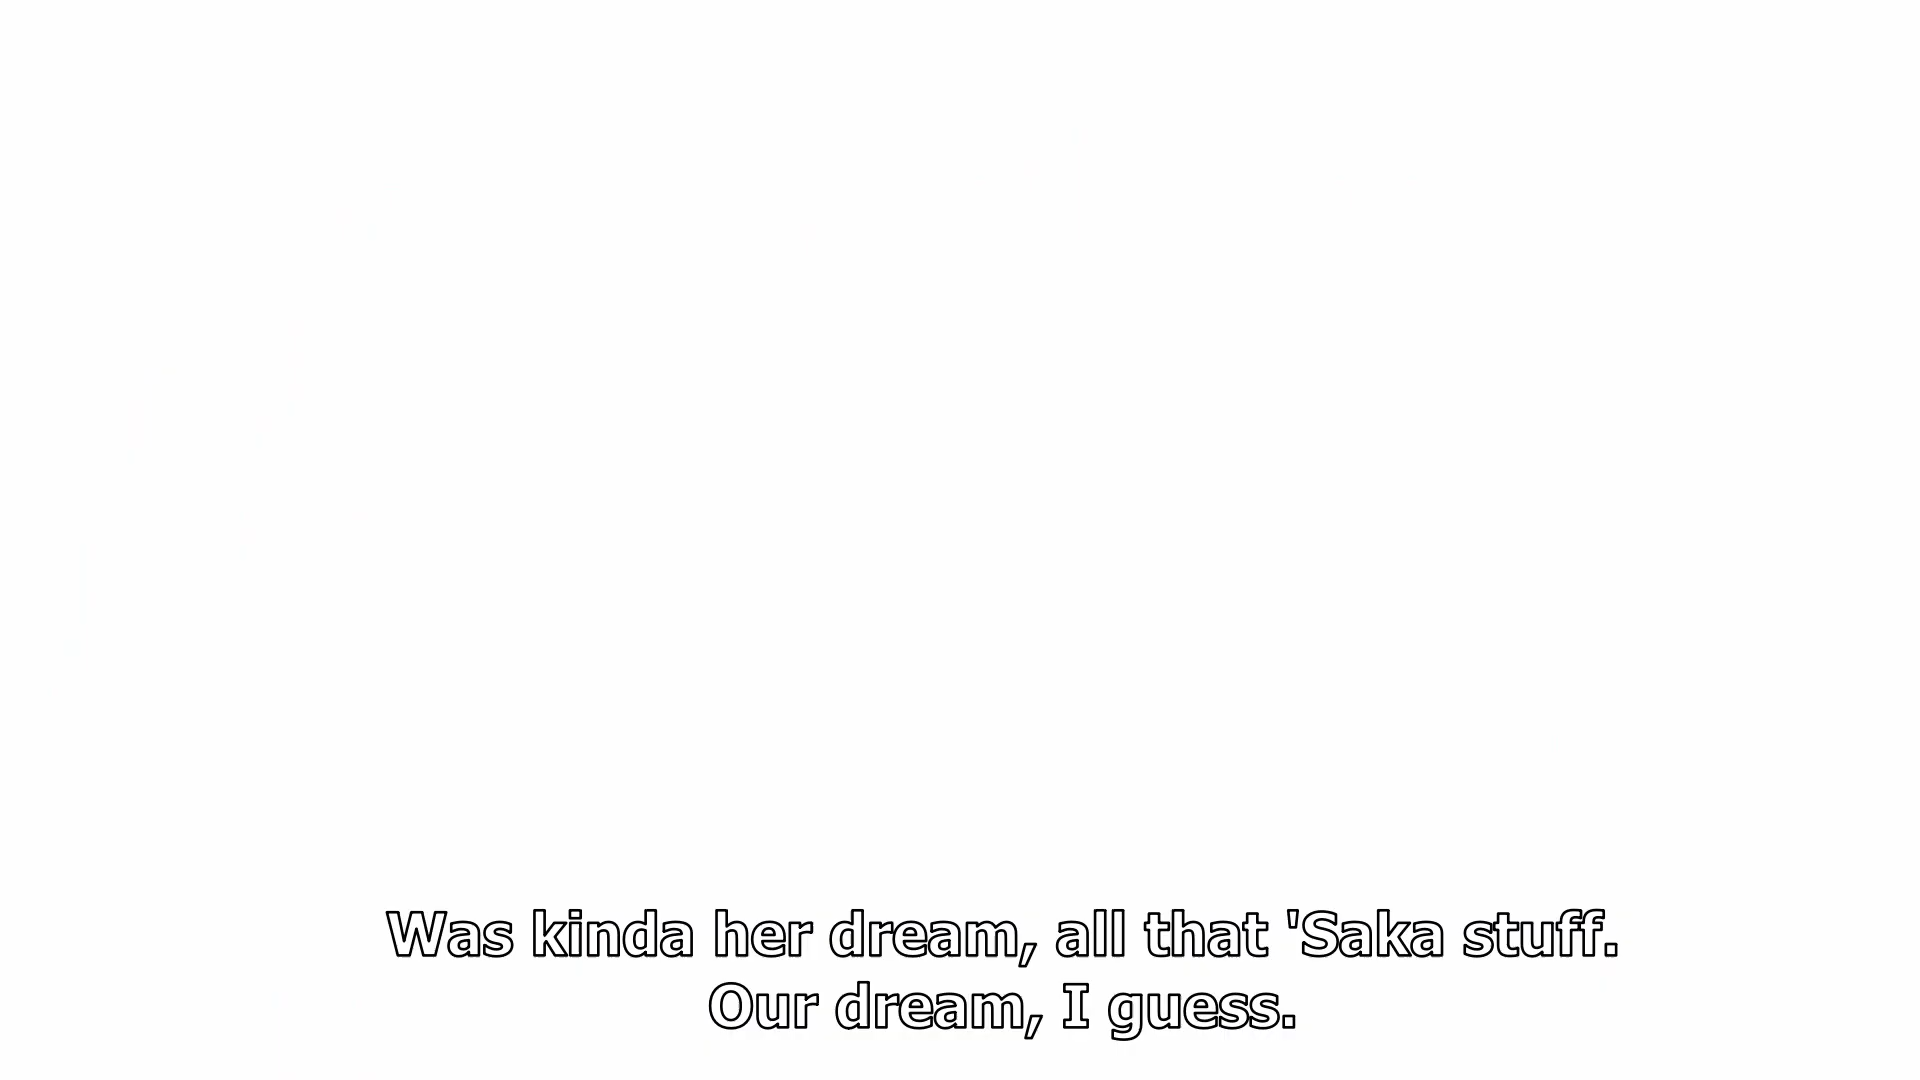 Was kinda her dream, all that 'Saka stuff.
Our dream, I guess.